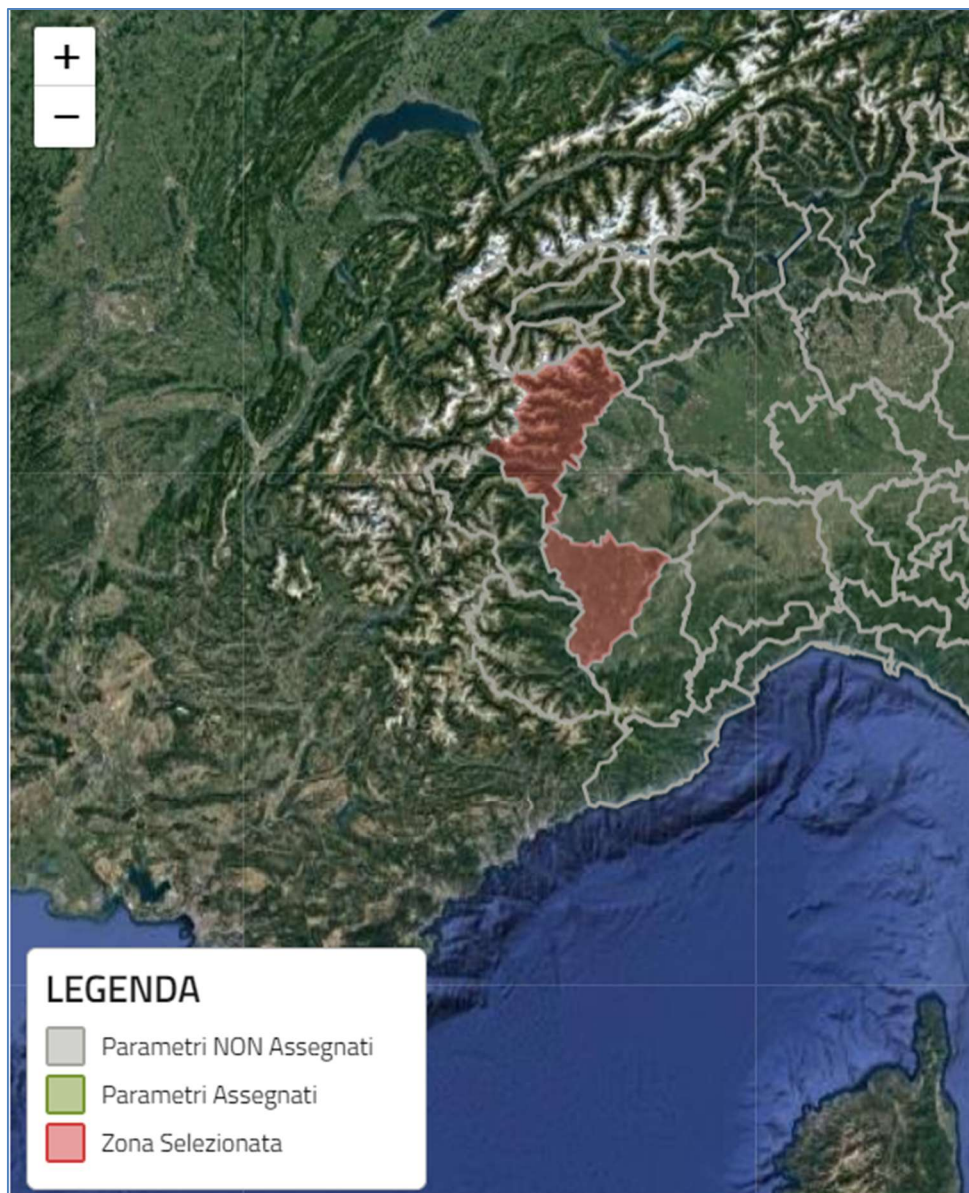 +
−
LEGENDA
Parametri NON Assegnati
Parametri Assegnati
Zona Selezionata